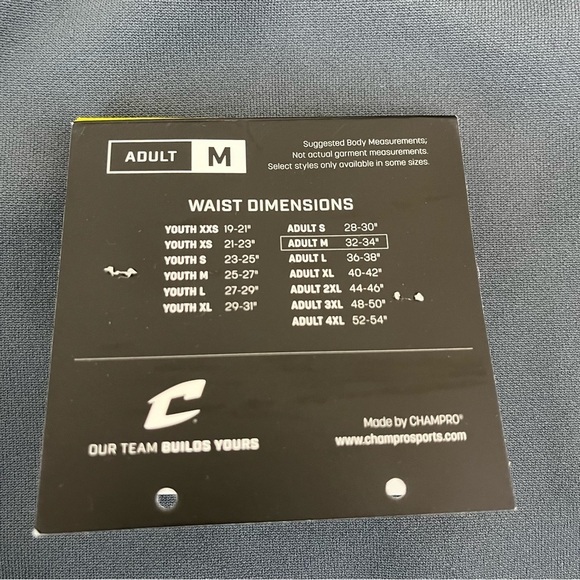 ADULT M
Suggested Body Measurements;
Not actual garment measurements.
Select styles only available in some sizes.
WAIST DIMENSIONS
YOUTH XXS 19-21" ADULT S 28-30"
YOUTH XS 21-23" ADULT M 32-34"
YOUTH S 23-25" ADULT L 36-38"
YOUTH M 25-27" ADULT XL 40-42"
YOUTH L 27-29" ADULT 2XL 44-46"
YOUTH XL 29-31" ADULT 3XL 48-50"
ADULT 4XL 52-54"
C
OUR TEAM BUILDS YOURS
Made by CHAMPRO®
www.champrosports.com